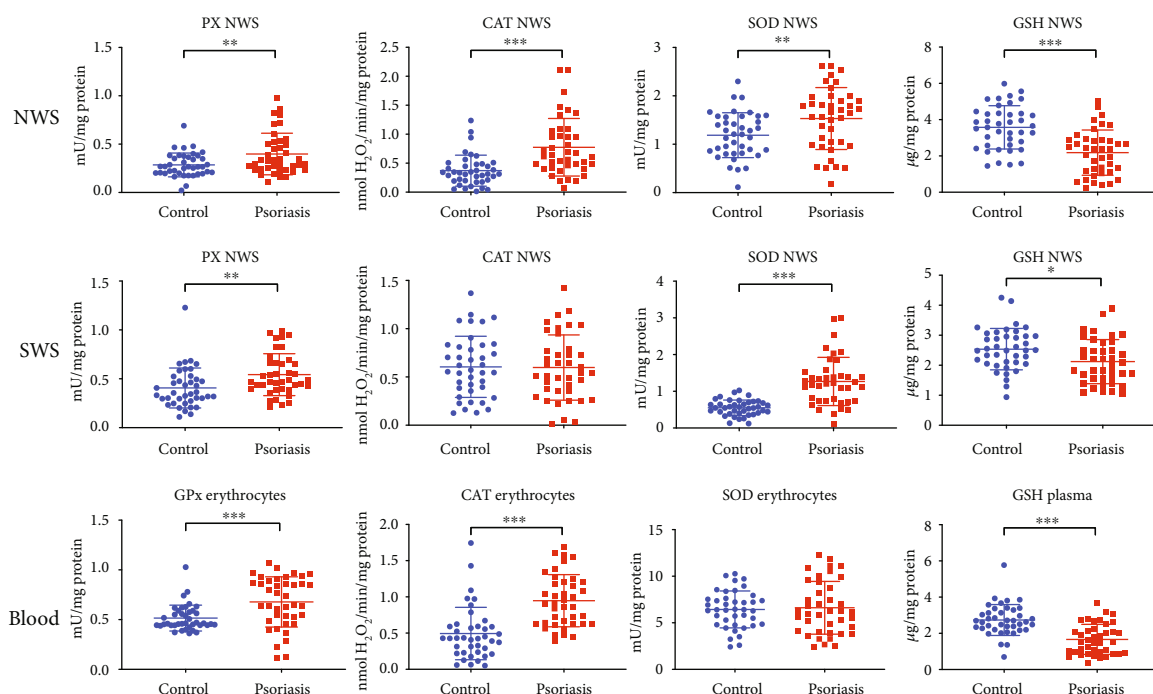 PX NWS
CAT NWS
SOD NWS
GSH NWS
NWS
mU/mg protein
1.5
1.0
0.5
0.0
**
Control Psoriasis
nmol H₂O₂/min/mg protein
2.5
2.0
1.5
1.0
0.5
0.0
***
Control Psoriasis
mU/mg protein
3
2
1
0
**
Control Psoriasis
µg/mg protein
8
6
4
2
0
***
Control Psoriasis
PX NWS
CAT NWS
SOD NWS
GSH NWS
SWS
mU/mg protein
1.5
1.0
0.5
0.0
**
Control Psoriasis
nmol H₂O₂/min/mg protein
1.5
1.0
0.5
0.0
Control Psoriasis
mU/mg protein
4
3
2
1
0
***
Control Psoriasis
µg/mg protein
5
4
3
2
1
0
*
Control Psoriasis
GPx erythrocytes
CAT erythrocytes
SOD erythrocytes
GSH plasma
Blood
mU/mg protein
1.5
1.0
0.5
0.0
***
Control Psoriasis
nmol H₂O₂/min/mg protein
2.0
1.5
1.0
0.5
0.0
***
Control Psoriasis
mU/mg protein
15
10
5
0
Control Psoriasis
µg/mg protein
8
6
4
2
0
***
Control Psoriasis